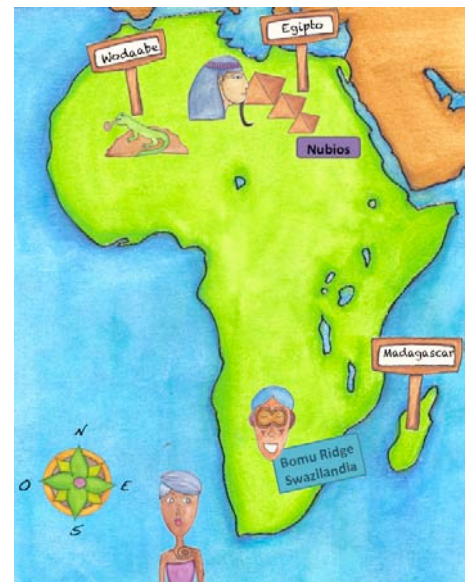 Egipto
Wodaabe
Nubios
Madagascar
Bomu Ridge
Swazilandia
N
O
E
S